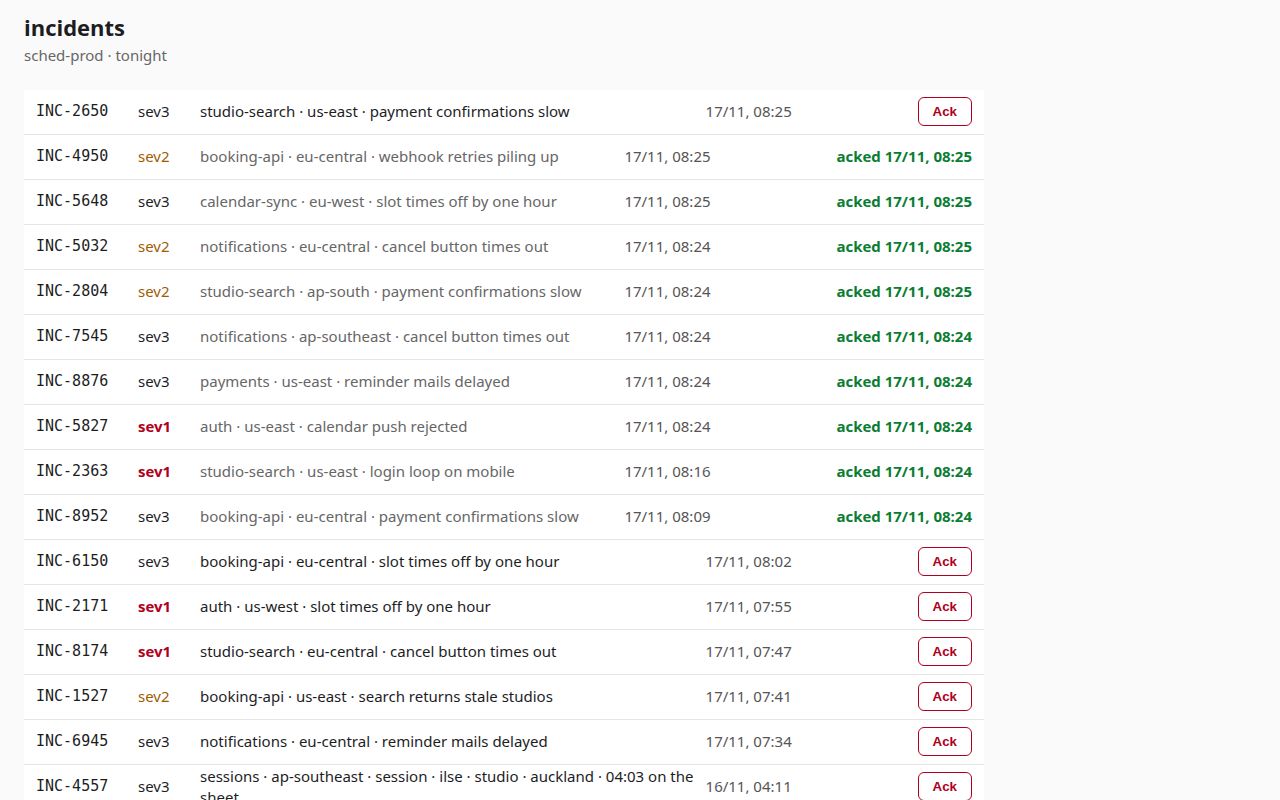 incidents
sched-prod · tonight
INC-2650 sev3 studio-search · us-east · payment confirmations slow 17/11, 08:25 Ack
INC-4950 sev2 booking-api · eu-central · webhook retries piling up 17/11, 08:25 acked 17/11, 08:25
INC-5648 sev3 calendar-sync · eu-west · slot times off by one hour 17/11, 08:25 acked 17/11, 08:25
INC-5032 sev2 notifications · eu-central · cancel button times out 17/11, 08:24 acked 17/11, 08:25
INC-2804 sev2 studio-search · ap-south · payment confirmations slow 17/11, 08:24 acked 17/11, 08:25
INC-7545 sev3 notifications · ap-southeast · cancel button times out 17/11, 08:24 acked 17/11, 08:24
INC-8876 sev3 payments · us-east · reminder mails delayed 17/11, 08:24 acked 17/11, 08:24
INC-5827 sev1 auth · us-east · calendar push rejected 17/11, 08:24 acked 17/11, 08:24
INC-2363 sev1 studio-search · us-east · login loop on mobile 17/11, 08:16 acked 17/11, 08:24
INC-8952 sev3 booking-api · eu-central · payment confirmations slow 17/11, 08:09 acked 17/11, 08:24
INC-6150 sev3 booking-api · eu-central · slot times off by one hour 17/11, 08:02 Ack
INC-2171 sev1 auth · us-west · slot times off by one hour 17/11, 07:55 Ack
INC-8174 sev1 studio-search · eu-central · cancel button times out 17/11, 07:47 Ack
INC-1527 sev2 booking-api · us-east · search returns stale studios 17/11, 07:41 Ack
INC-6945 sev3 notifications · eu-central · reminder mails delayed 17/11, 07:34 Ack
INC-4557 sev3 sessions · ap-southeast · session · ilse · studio · auckland · 04:03 on the 16/11, 04:11 Ack
sheet